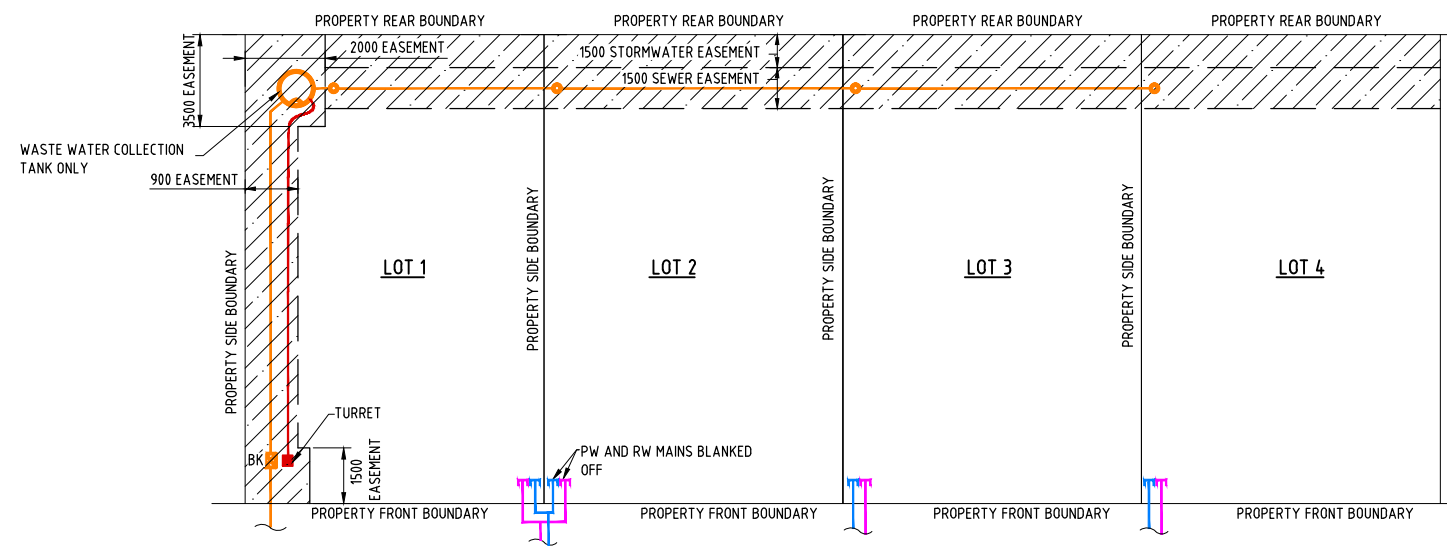 PROPERTY REAR BOUNDARY
PROPERTY REAR BOUNDARY
PROPERTY REAR BOUNDARY
PROPERTY REAR BOUNDARY
2000 EASEMENT
3500 EASEMENT
1500 STORMWATER EASEMENT
1500 SEWER EASEMENT
WASTE WATER COLLECTION
TANK ONLY
900 EASEMENT
PROPERTY SIDE BOUNDARY
PROPERTY SIDE BOUNDARY
PROPERTY SIDE BOUNDARY
PROPERTY SIDE BOUNDARY
LOT 1
LOT 2
LOT 3
LOT 4
TURRET
BK
1500
EASEMENT
PW AND RW MAINS BLANKED
OFF
PROPERTY FRONT BOUNDARY
PROPERTY FRONT BOUNDARY
PROPERTY FRONT BOUNDARY
PROPERTY FRONT BOUNDARY